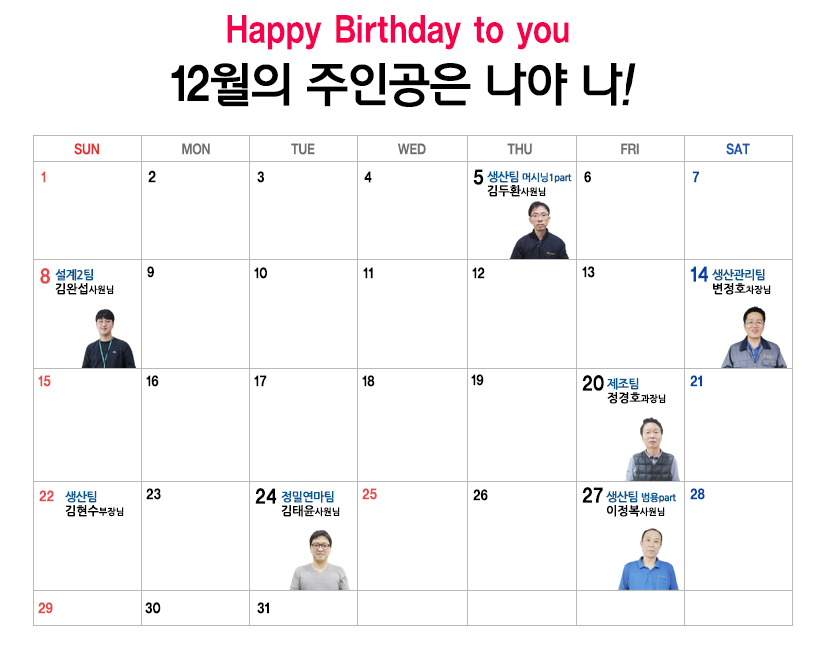 Happy Birthday to you
12월의 주인공은 나야 나!
SUN MON TUE WED THU FRI SAT
1 2 3 4 5 생산팀 머시닝1part 6 7
김두환사원님
8 설계2팀 9 10 11 12 13 14 생산관리팀
김완섭사원님 변정호차장님
15 16 17 18 19 20 제조팀 21
정경호과장님
22 생산팀 23 24 정밀연마팀 25 26 27 생산팀 범용part 28
김현수부장님 김태윤사원님 이정복사원님
29 30 31